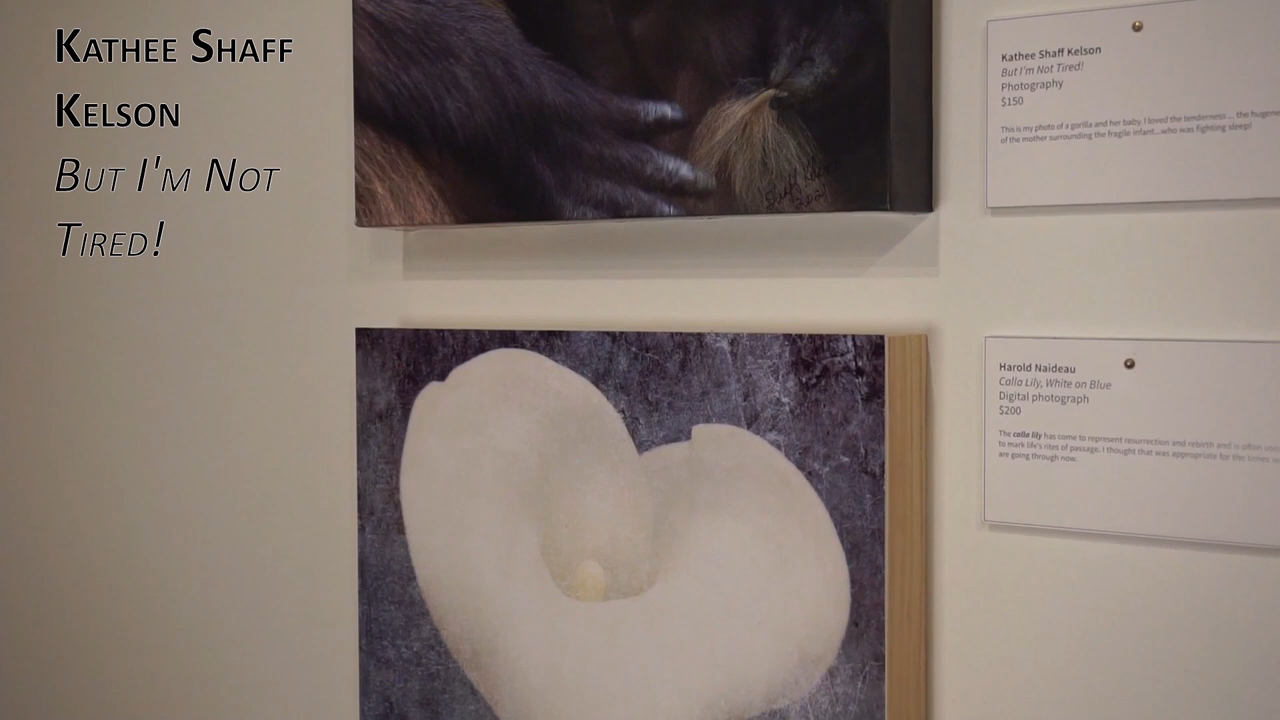 KATHEE SHAFF
KELSON
BUT I'M NOT
TIRED!
Kathee Shaff Kelson
But I'm Not Tired!
Photography
$150
This is my photo of a gorilla and her baby. I loved the tenderness... the hugene
of the mother surrounding the fragile infant...who was fighting sleep!
Harold Naideau
Calla Lily, White on Blue
Digital photograph
$200
The calla lily has come to represent resurrection and rebirth and is often used
to mark life's rites of passage. I thought that was appropriate for the times w
are going through now.